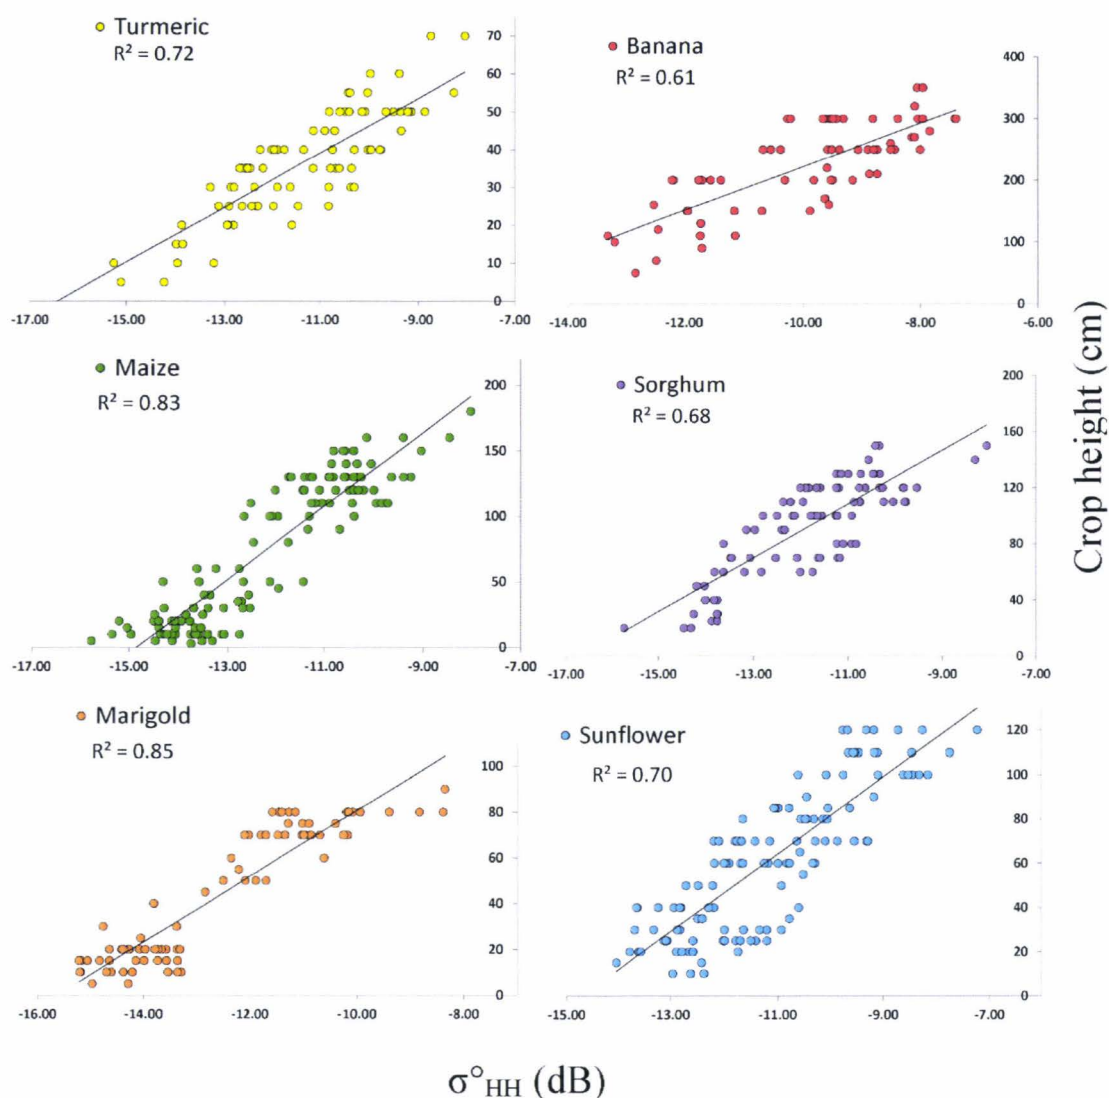 Turmeric
R² = 0.72
70
60
50
40
30
20
10
0
-17.00 -15.00 -13.00 -11.00 -9.00 -7.00
Banana
R² = 0.61
400
300
200
100
0
-14.00 -12.00 -10.00 -8.00 -6.00
Maize
R² = 0.83
200
150
100
50
0
-17.00 -15.00 -13.00 -11.00 -9.00 -7.00
Sorghum
R² = 0.68
200
160
120
80
40
0
-17.00 -15.00 -13.00 -11.00 -9.00 -7.00
Marigold
R² = 0.85
100
80
60
40
20
0
-16.00 -14.00 -12.00 -10.00 -8.00
Sunflower
R² = 0.70
120
100
80
60
40
20
0
-15.00 -13.00 -11.00 -9.00 -7.00
Crop height (cm)
σ°HH (dB)